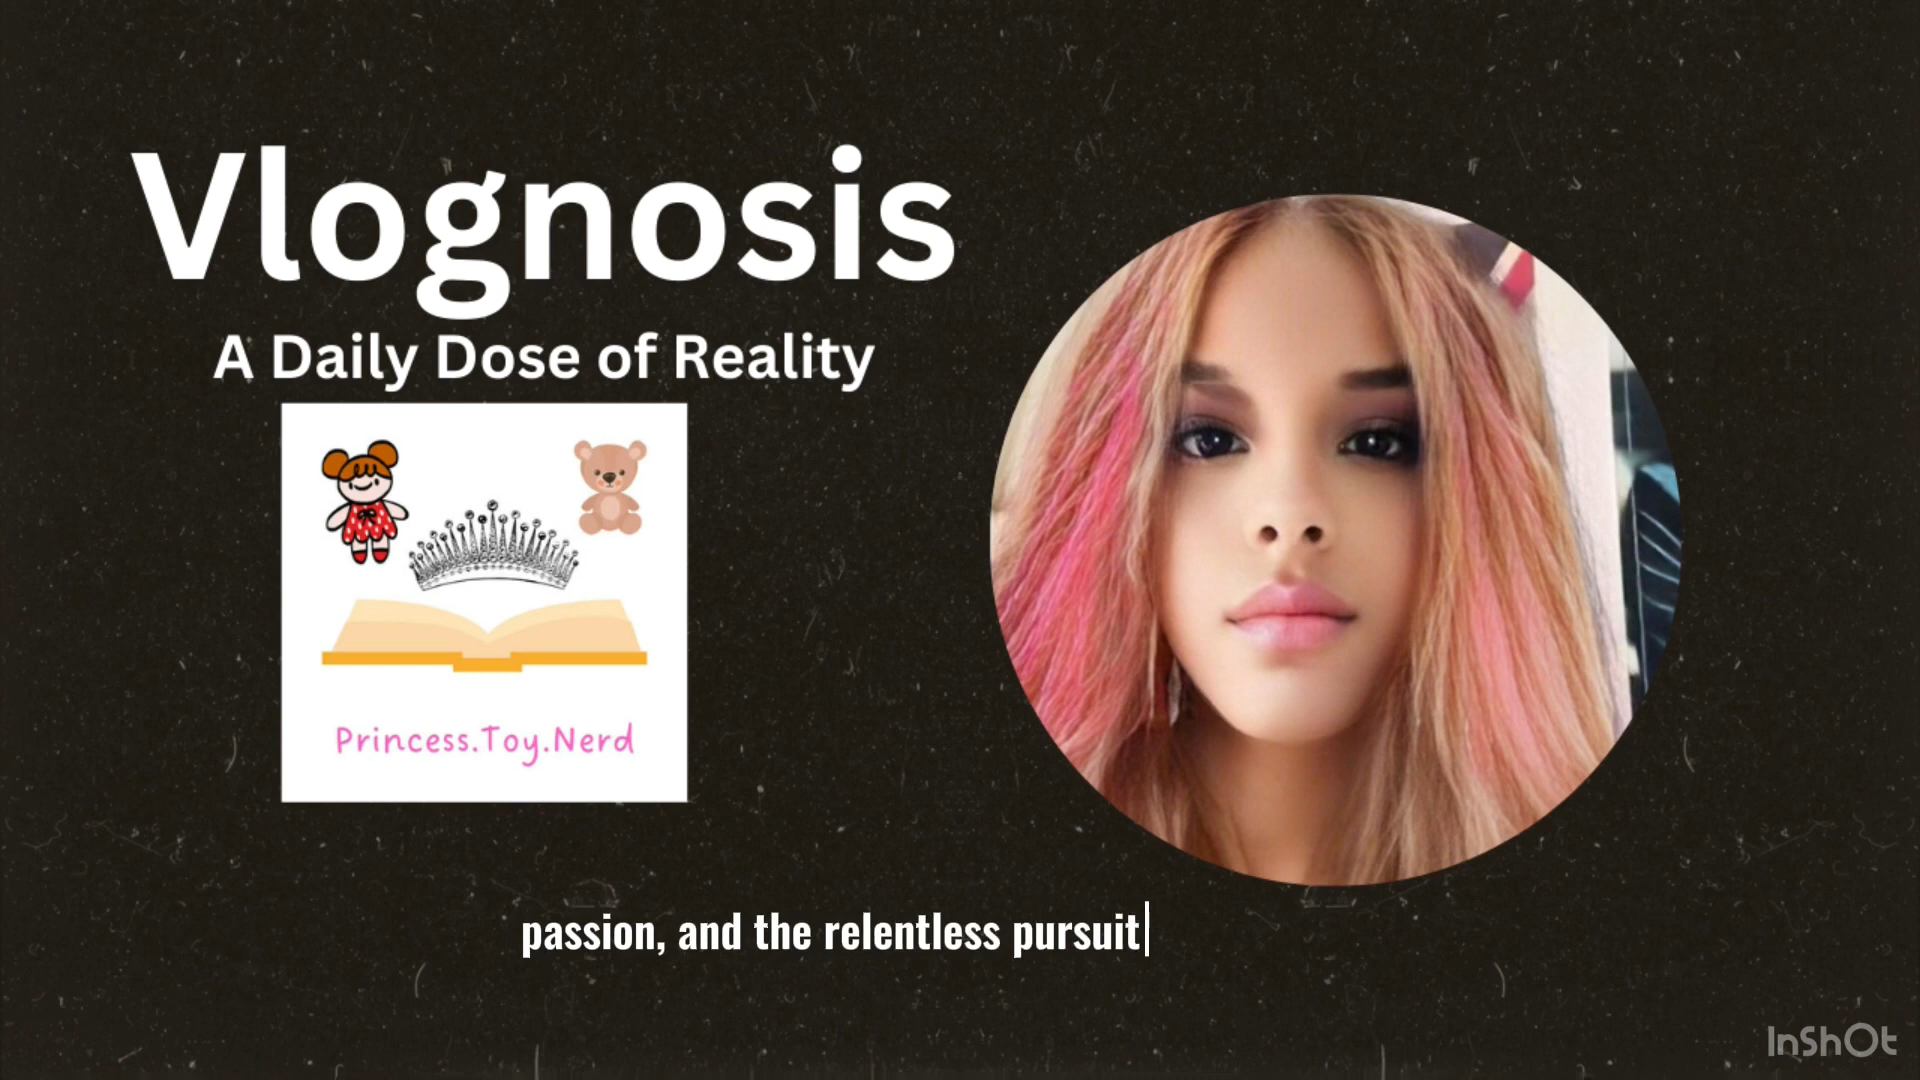 Vlognosis
A Daily Dose of Reality
Princess.Toy.Nerd
passion, and the relentless pursuit
InShOt